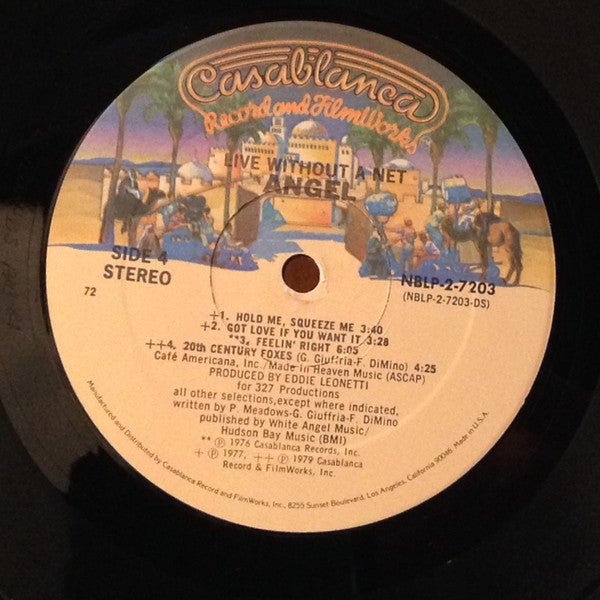 Casablanca
Record and FilmWorks
LIVE WITHOUT A NET
ANGEL
SIDE 4
STEREO
72
NBLP-2-7203
(NBLP-2-7203-DS)
+1. HOLD ME, SQUEEZE ME 3:40
+2. GOT LOVE IF YOU WANT IT 3:28
**3. FEELIN' RIGHT 6:05
++4. 20th CENTURY FOXES (G. Giuffria-F. DiMino) 4:25
Café Americana, Inc./Made in Heaven Music (ASCAP)
PRODUCED BY EDDIE LEONETTI
for 327 Productions
all other selections,except where indicated,
written by P. Meadows-G. Giuffria-F. DiMino
published by White Angel Music/
Hudson Bay Music (BMI)
** ℗ 1976 Casablanca Records, Inc.
+ ℗ 1977, ++ ℗ 1979 Casablanca
Record & FilmWorks, Inc.
Manufactured and Distributed by Casablanca Record and FilmWorks, Inc., 8255 Sunset Boulevard, Los Angeles, California 90046 Made in U.S.A.